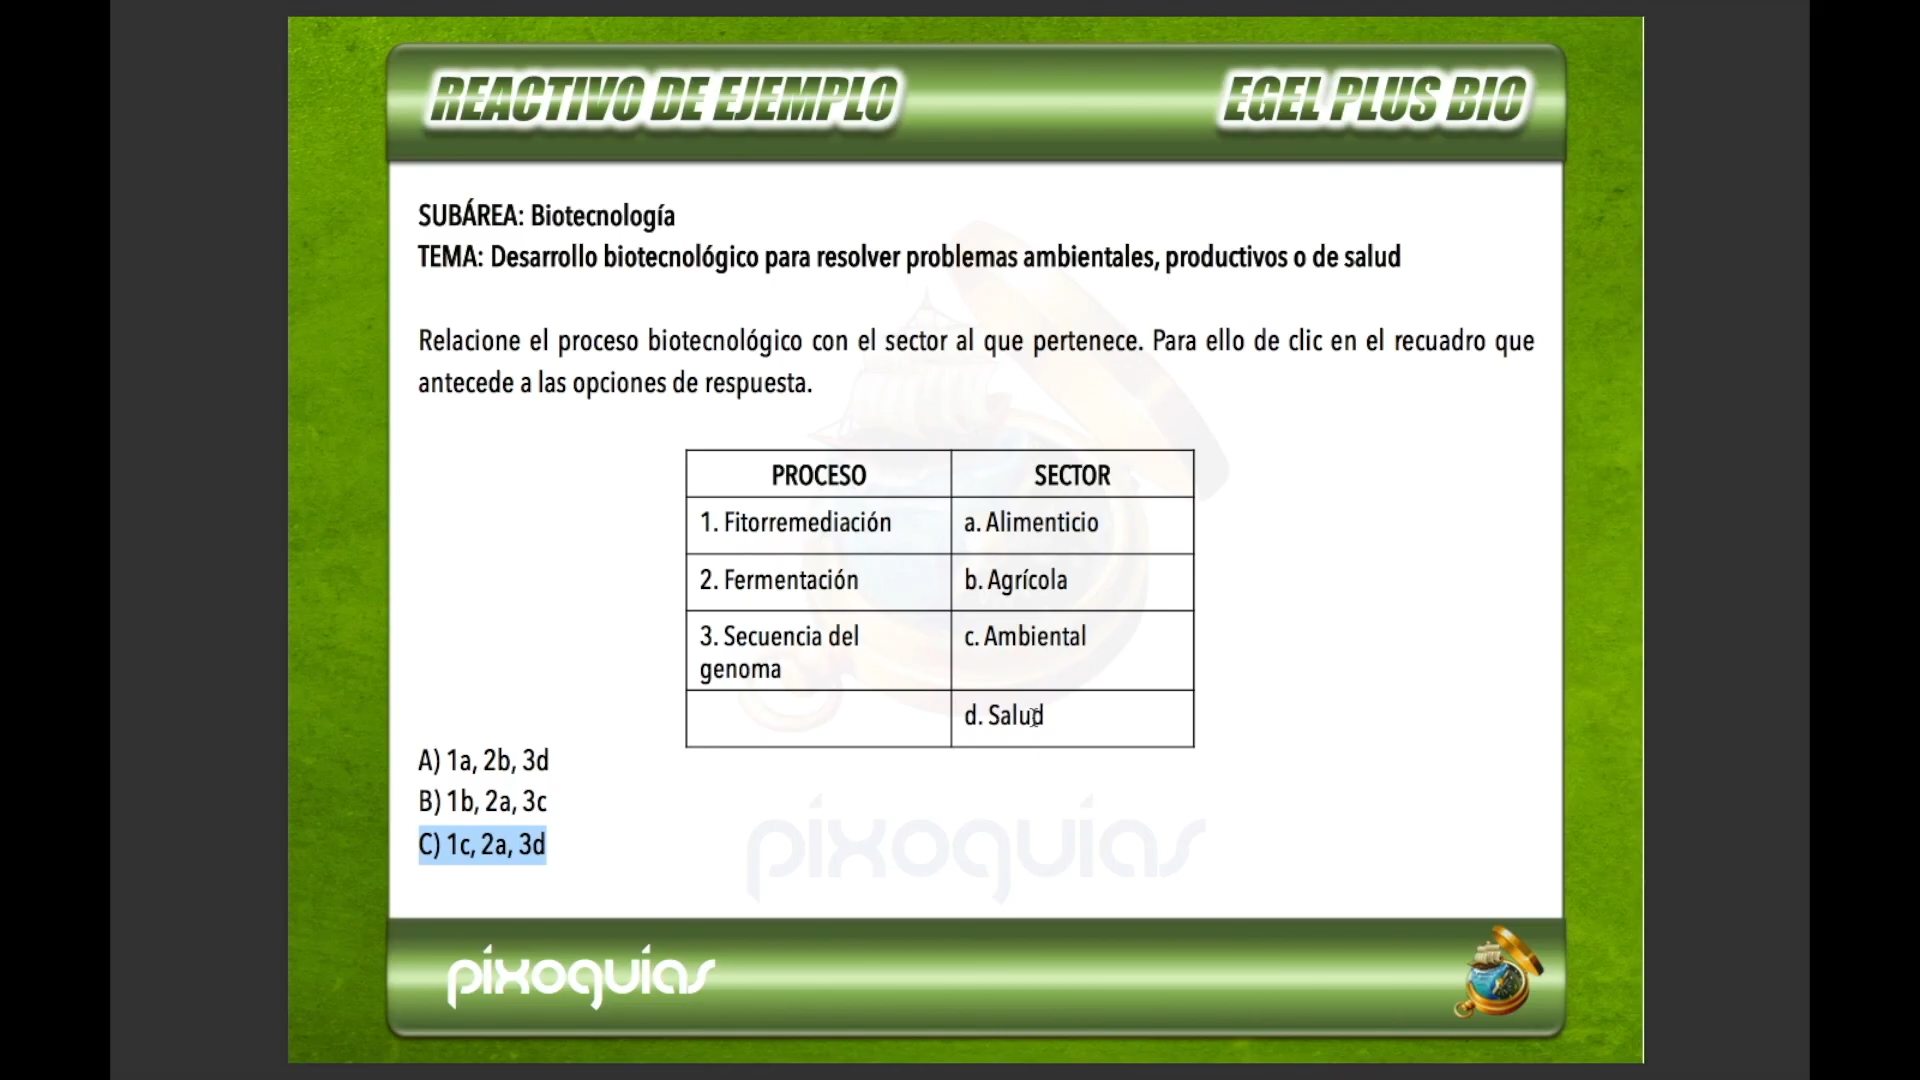 REACTIVO DE EJEMPLO
EGEL PLUS BIO
SUBÁREA: Biotecnología
TEMA: Desarrollo biotecnológico para resolver problemas ambientales, productivos o de salud
Relacione el proceso biotecnológico con el sector al que pertenece. Para ello de clic en el recuadro que
antecede a las opciones de respuesta.
PROCESO
SECTOR
1. Fitorremediación
a. Alimenticio
2. Fermentación
b. Agrícola
3. Secuencia del
genoma
c. Ambiental
d. Salud
A) 1a, 2b, 3d
B) 1b, 2a, 3c
C) 1c, 2a, 3d
pixoguias
pixoguias